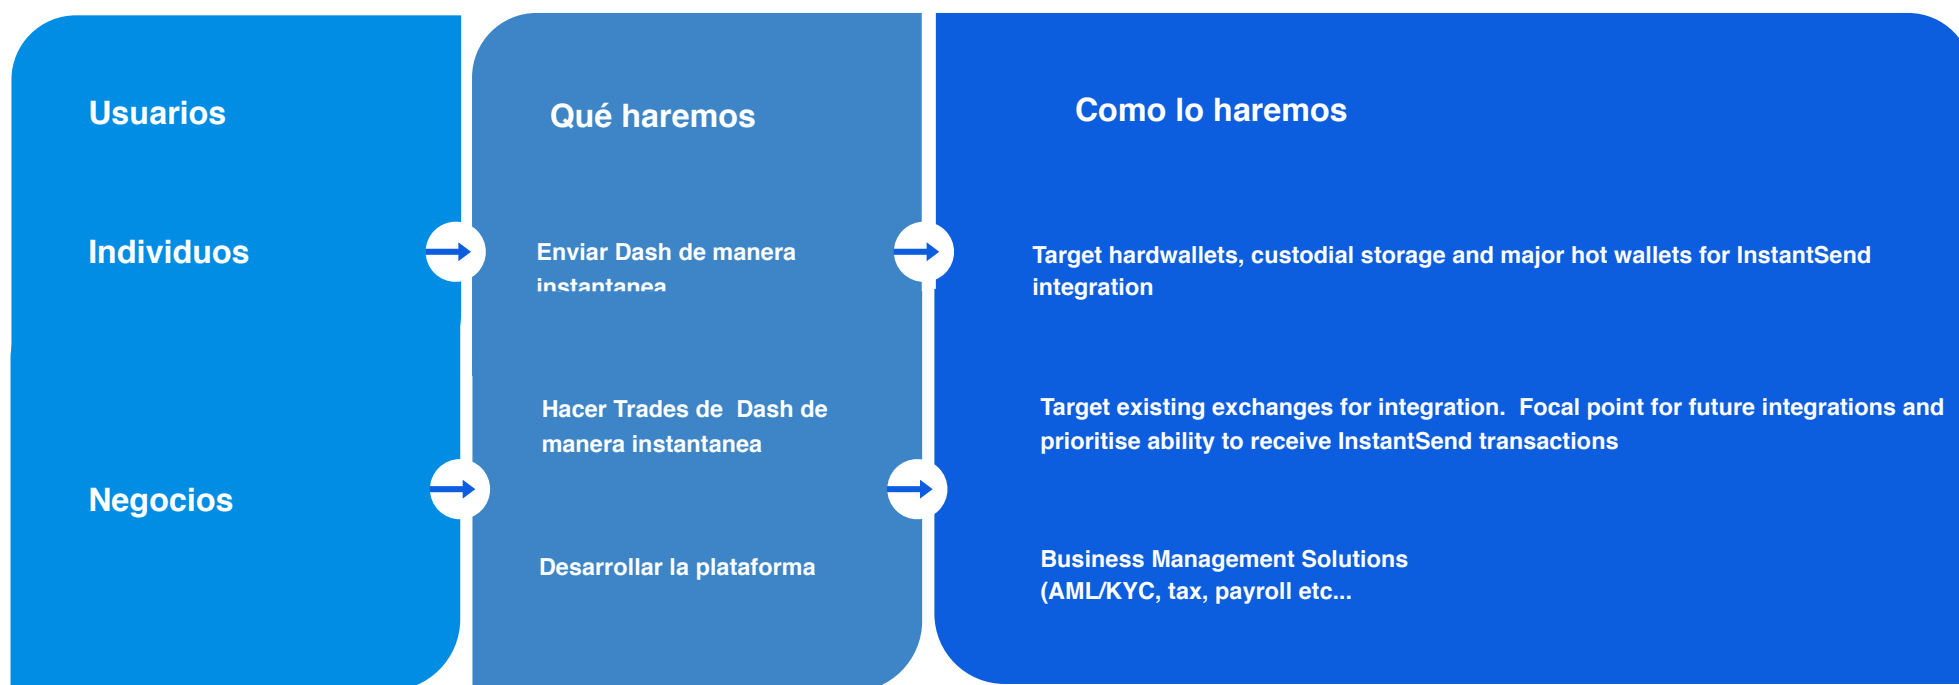 Usuarios
Qué haremos
Como lo haremos
Individuos
Enviar Dash de manera
instantanea
Target hardwallets, custodial storage and major hot wallets for InstantSend
integration
Negocios
Hacer Trades de  Dash de
manera instantanea
Target existing exchanges for integration.  Focal point for future integrations and
prioritise ability to receive InstantSend transactions
Desarrollar la plataforma
Business Management Solutions
(AML/KYC, tax, payroll etc...